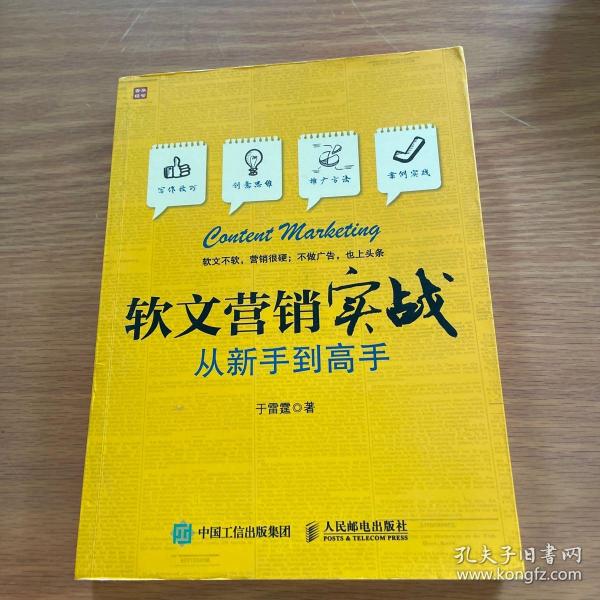 写作技巧
创意思维
推广方法
案例实战
Content Marketing
软文不软，营销很硬；不做广告，也上头条
软文营销实战
从新手到高手
于雷霆◎著
中国工信出版集团
人民邮电出版社
POSTS & TELECOM PRESS
孔夫子旧书网
www.kongfz.com